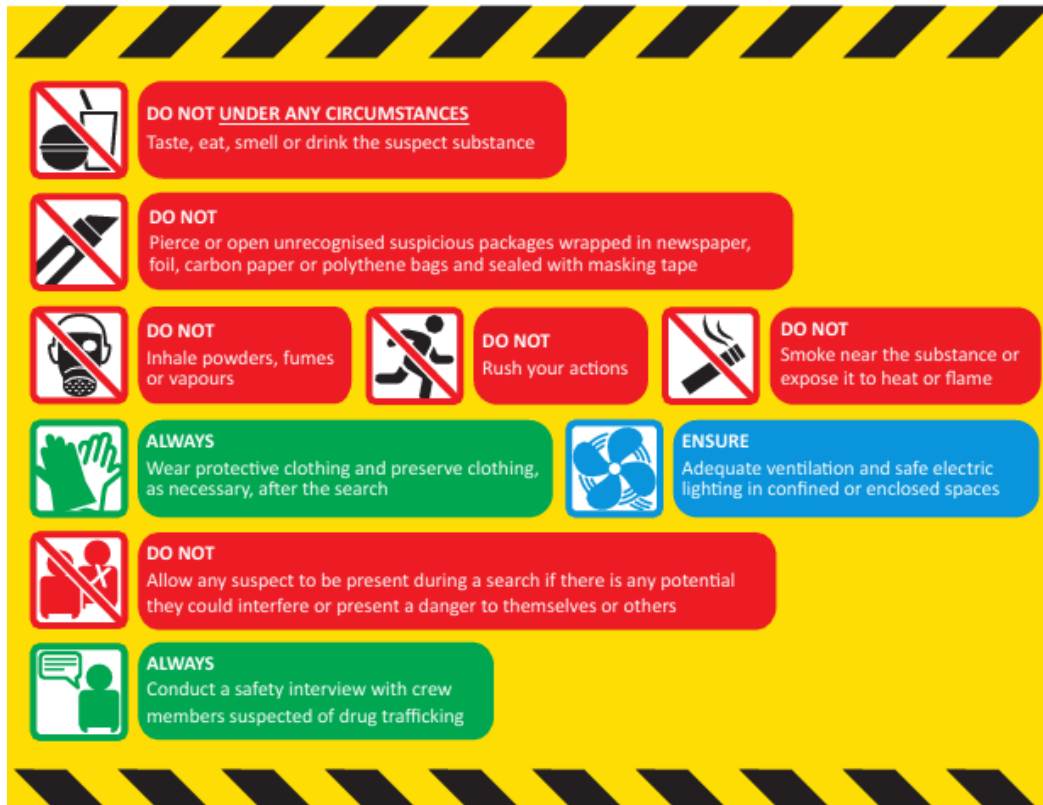 DO NOT UNDER ANY CIRCUMSTANCES
Taste, eat, smell or drink the suspect substance
DO NOT
Pierce or open unrecognised suspicious packages wrapped in newspaper,
foil, carbon paper or polythene bags and sealed with masking tape
DO NOT
Inhale powders, fumes
or vapours
DO NOT
Rush your actions
DO NOT
Smoke near the substance or
expose it to heat or flame
ALWAYS
Wear protective clothing and preserve clothing,
as necessary, after the search
ENSURE
Adequate ventilation and safe electric
lighting in confined or enclosed spaces
DO NOT
Allow any suspect to be present during a search if there is any potential
they could interfere or present a danger to themselves or others
ALWAYS
Conduct a safety interview with crew
members suspected of drug trafficking